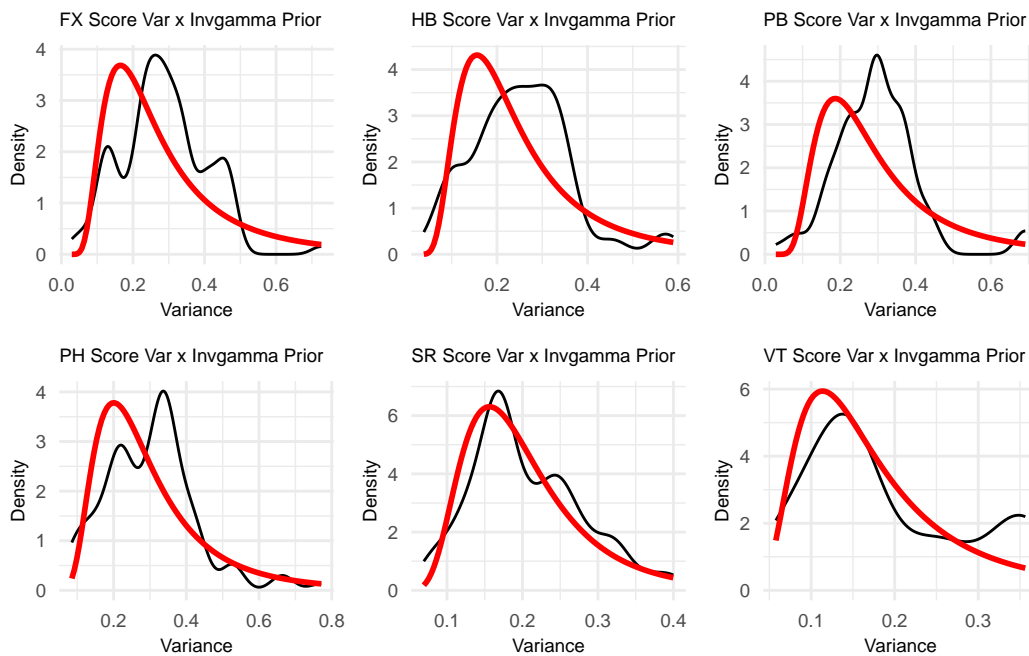 FX Score Var x Invgamma Prior
HB Score Var x Invgamma Prior
PB Score Var x Invgamma Prior
Density
4
3
2
1
0
0.0 0.2 0.4 0.6
Variance
Density
4
3
2
1
0
0.2 0.4 0.6
Variance
Density
4
3
2
1
0
0.0 0.2 0.4 0.6
Variance
PH Score Var x Invgamma Prior
SR Score Var x Invgamma Prior
VT Score Var x Invgamma Prior
Density
4
3
2
1
0
0.2 0.4 0.6 0.8
Variance
Density
6
4
2
0
0.1 0.2 0.3 0.4
Variance
Density
6
4
2
0
0.1 0.2 0.3
Variance